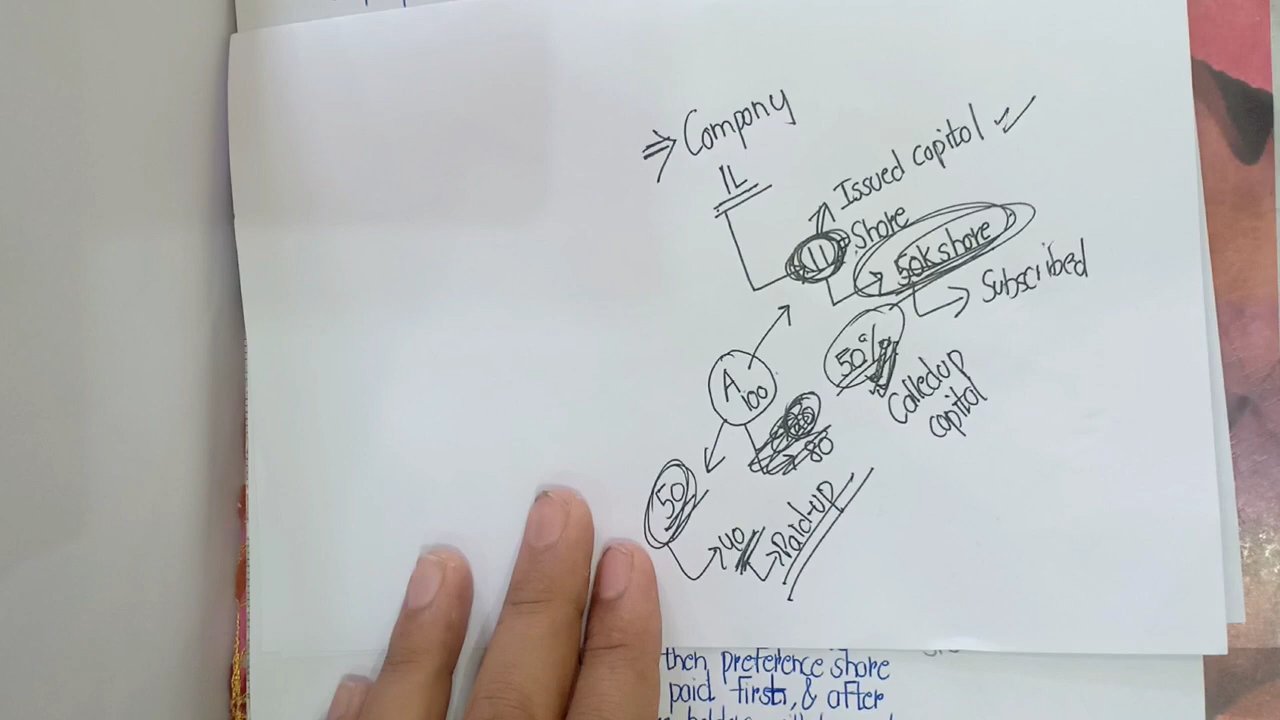 ⇒ Company
1L
Issued capital
1L Share
50K share
Subscribed
50%
Calledup
capital
A
100
80
50
40
Paid-up
then preference share
paid first, & after